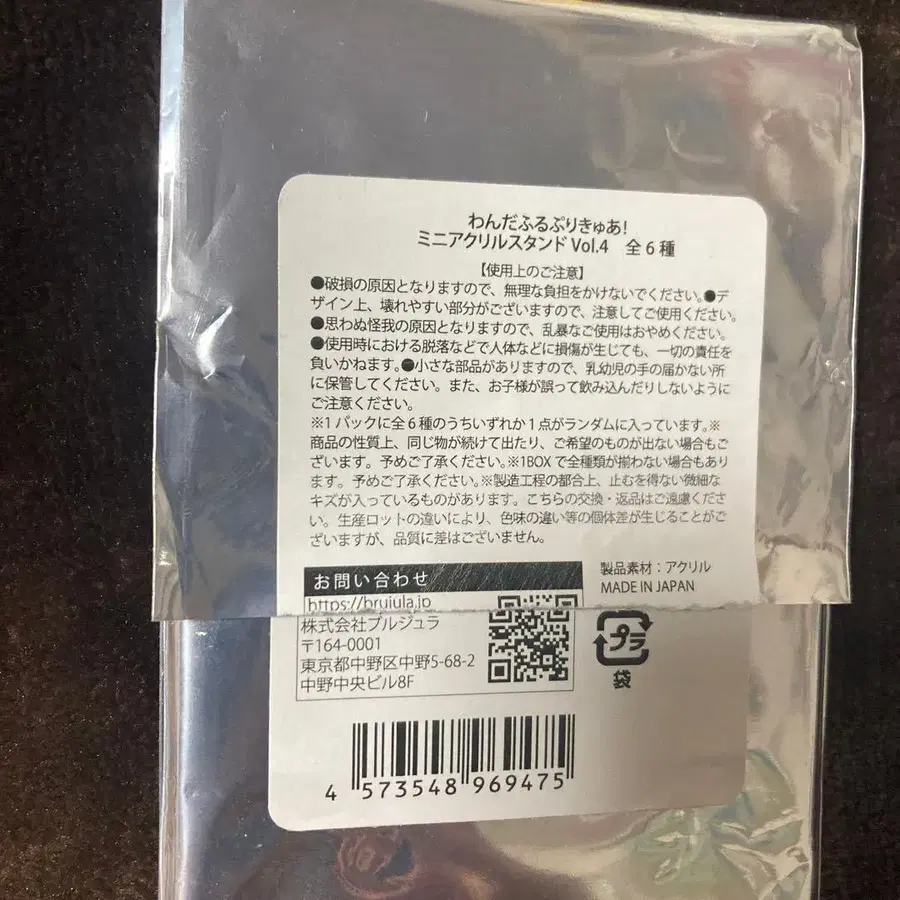 わんだふるぷりきゅあ!
ミニアクリルスタンド Vol.4 全6種
【使用上のご注意】
●破損の原因となりますので、無理な負担をかけないでください。●デ
ザイン上、壊れやすい部分がございますので、注意してご使用ください。
●思わぬ怪我の原因となりますので、乱暴なご使用はおやめください。
●使用時における脱落などで人体などに損傷が生じても、一切の責任を
負いかねます。●小さな部品がありますので、乳幼児の手の届かない所
に保管してください。また、お子様が誤って飲み込んだりしないように
ご注意ください。
※1パックに全6種のうちいずれか1点がランダムに入っています。※
商品の性質上、同じ物が続けて出たり、ご希望のものが出ない場合もご
ざいます。予めご了承ください。※1BOXで全種類が揃わない場合もあり
ます。予めご了承ください。※製造工程の都合上、止むを得ない微細な
キズが入っているものがあります。こちらの交換・返品はご遠慮くださ
い。生産ロットの違いにより、色味の違い等の個体差が生じることがご
ざいますが、品質に差はございません。
お問い合わせ
https://brujula.jp
株式会社ブルジュラ
〒164-0001
東京都中野区中野5-68-2
中野中央ビル8F
製品素材:アクリル
MADE IN JAPAN
プラ
袋
4 573548 969475